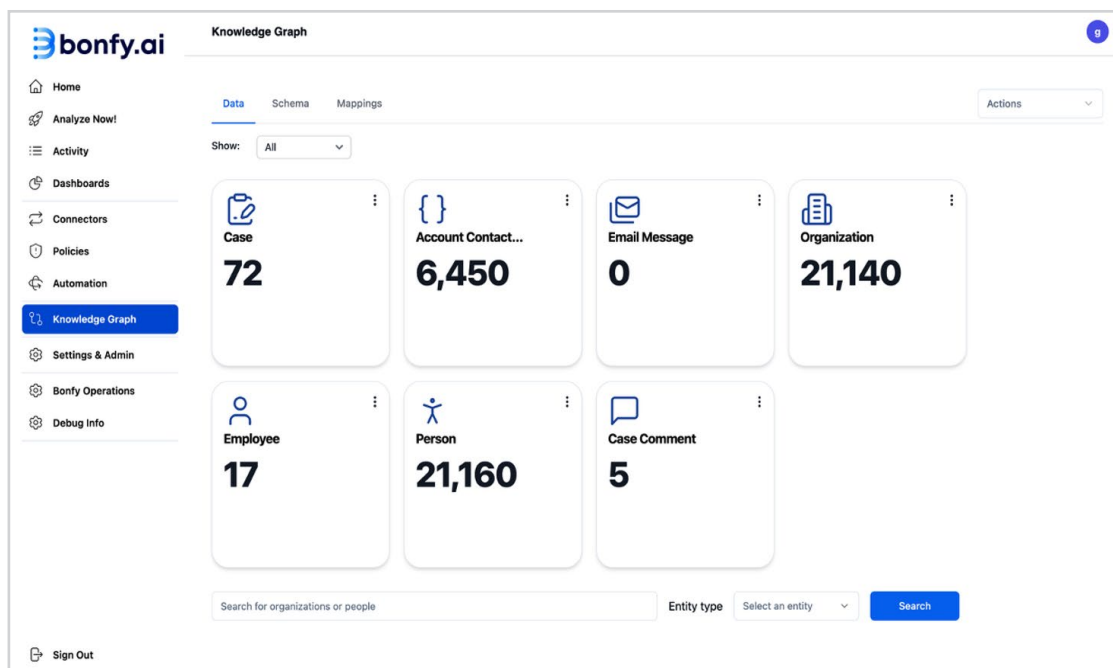 bonfy.ai
Home
Analyze Now!
Activity
Dashboards
Connectors
Policies
Automation
Knowledge Graph
Settings & Admin
Bonfy Operations
Debug Info
Sign Out
Knowledge Graph
g
Data Schema Mappings
Actions
Show: All
Case
72
Account Contact...
6,450
Email Message
0
Organization
21,140
Employee
17
Person
21,160
Case Comment
5
Search for organizations or people
Entity type Select an entity Search